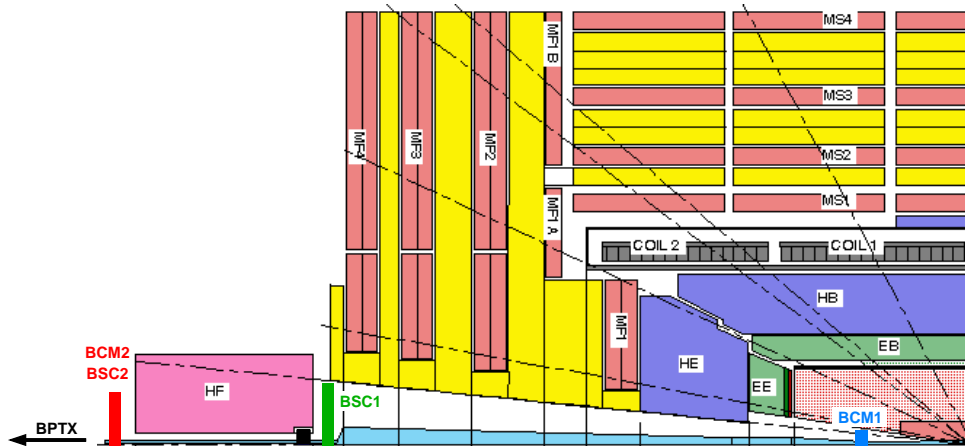 MS4
MF1 B
MS3
MF4
MF3
MF2
MS2
MS1
MF1 A
COIL 2
COIL 1
HB
MF1
EB
BCM2
BSC2
HF
HE
EE
BSC1
BCM1
BPTX